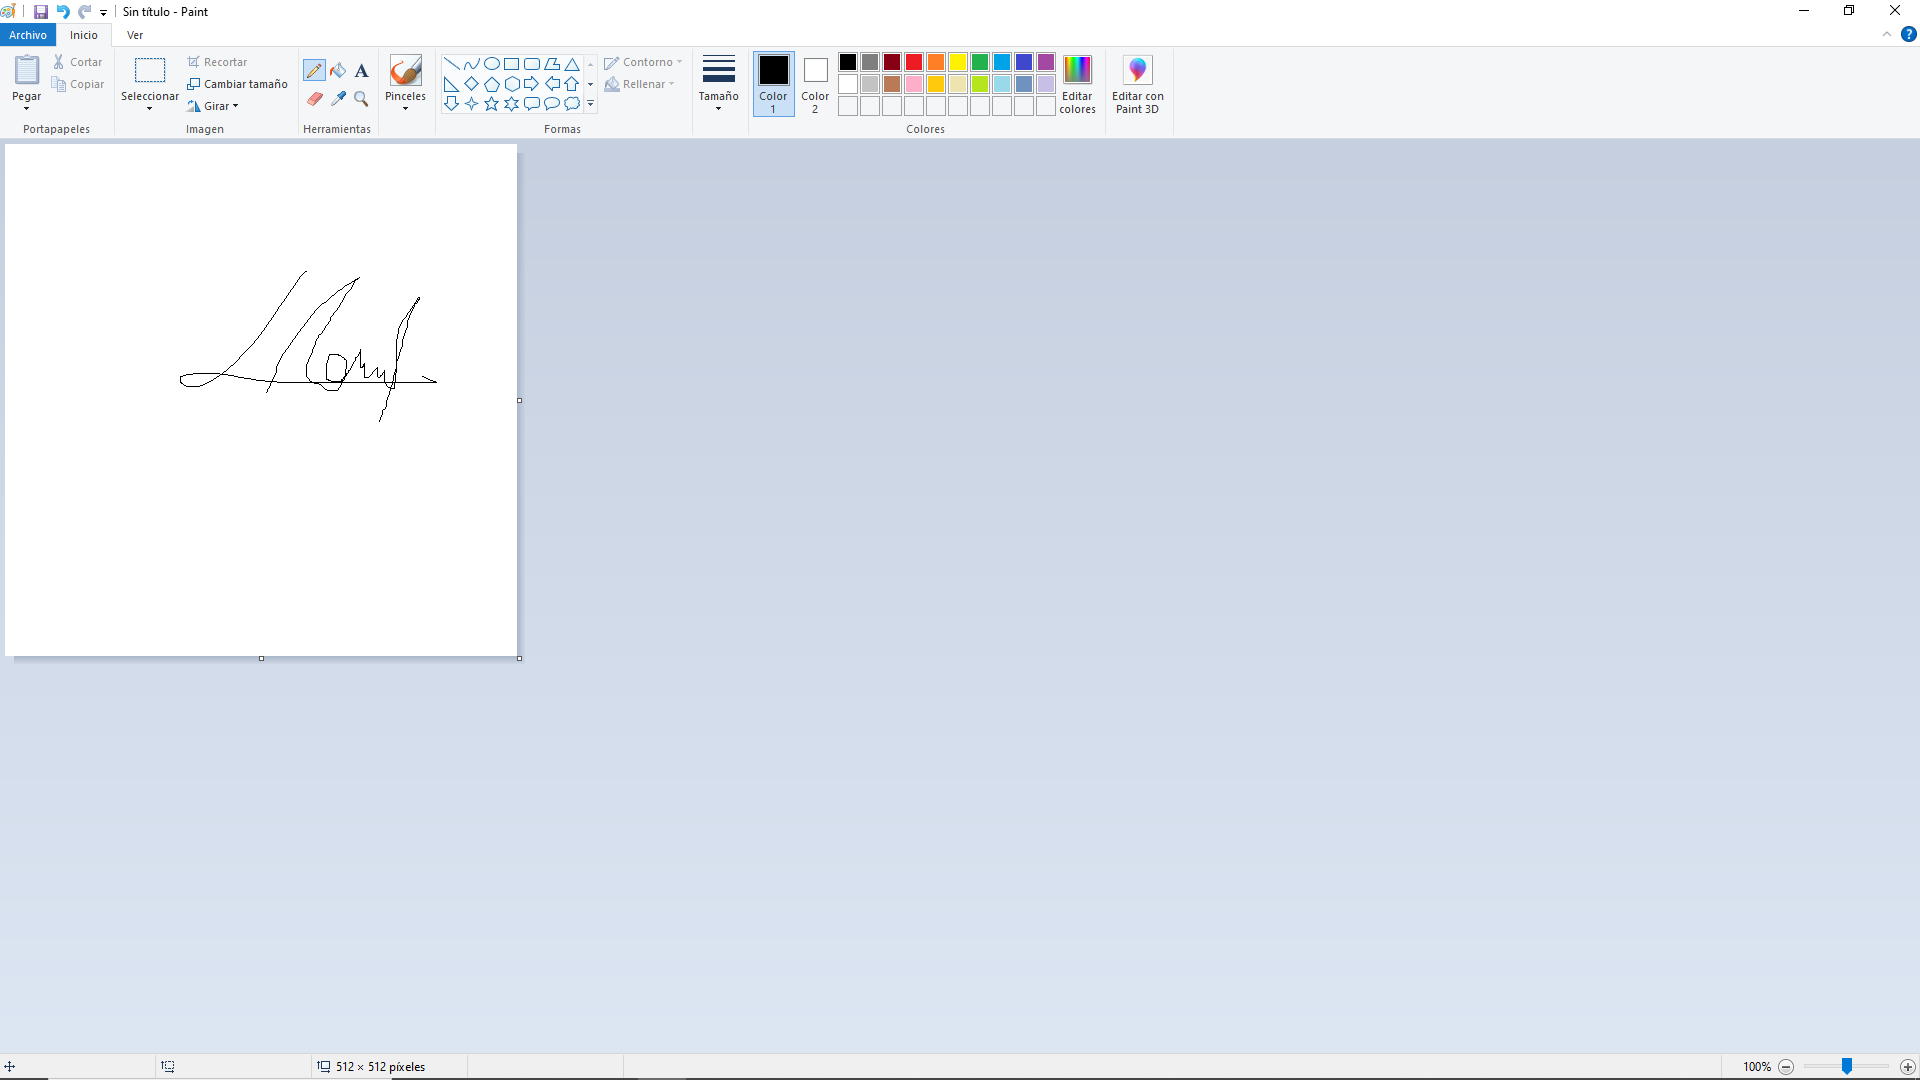 Sin título - Paint
Archivo Inicio Ver
Pegar
Cortar
Copiar
Portapapeles
Seleccionar
Recortar
Cambiar tamaño
Girar
Imagen
A
Herramientas
Pinceles
Contorno
Rellenar
Formas
Tamaño
Color 1
Color 2
Editar colores
Colores
Editar con Paint 3D
?
512 × 512 píxeles
100%